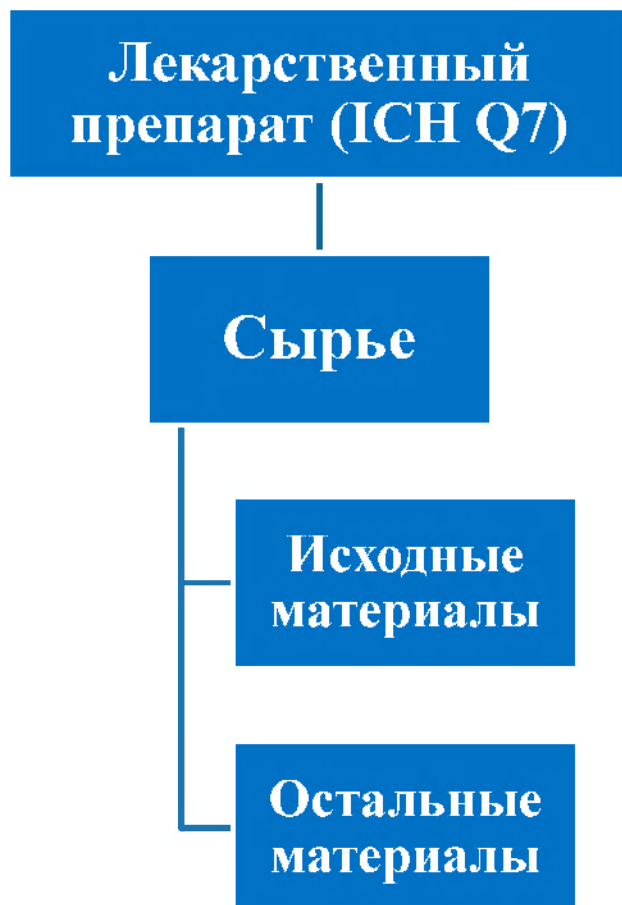 Лекарственный
препарат (ICH Q7)
Сырье
Исходные
материалы
Остальные
материалы